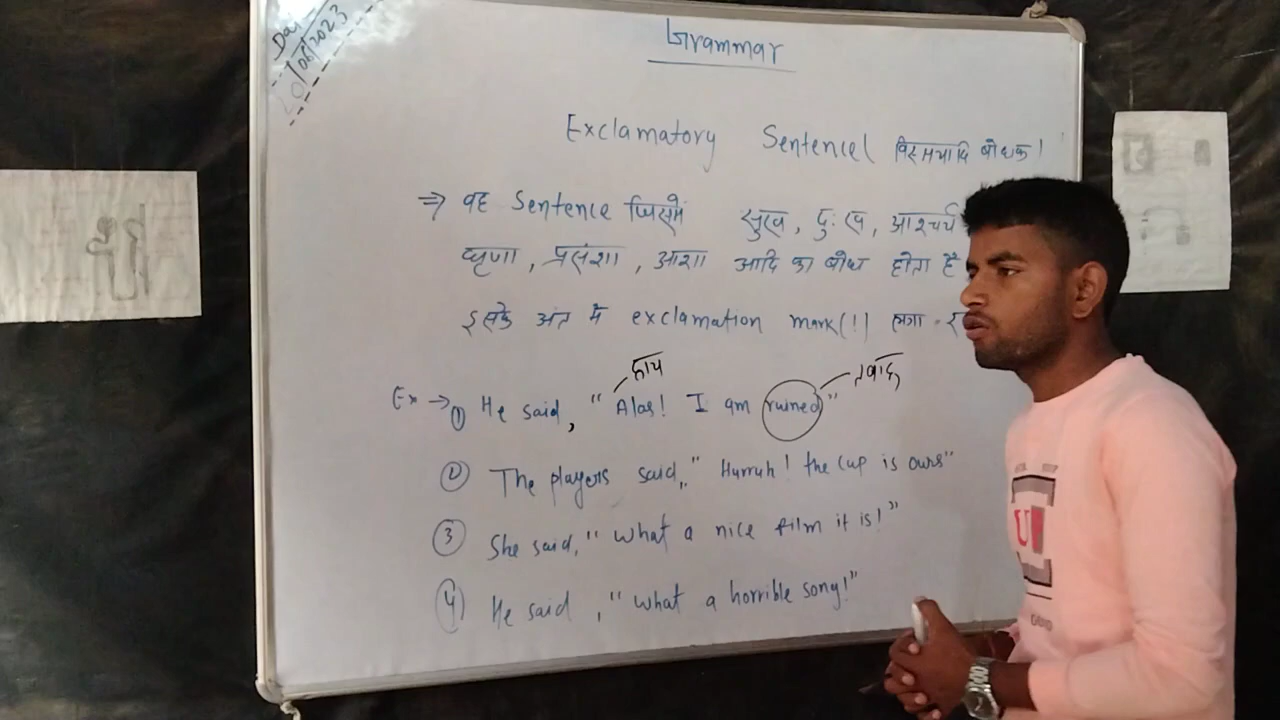 Date
Grammar
Exclamatory Sentence( विस्मयादि बोधक!
⇒ वह Sentence जिसमें सुख, दुःख, आश्चर्य
घृणा, प्रसंशा, आशा आदि का बोध होता है
इसके अंत में exclamation mark(!) लगा
हाय
Ex → ① He said, "Alas! I am ruined"
② The players said, "Hurrah! the cup is ours"
③ She said, "What a nice film it is!"
④ He said, "What a horrible song!"